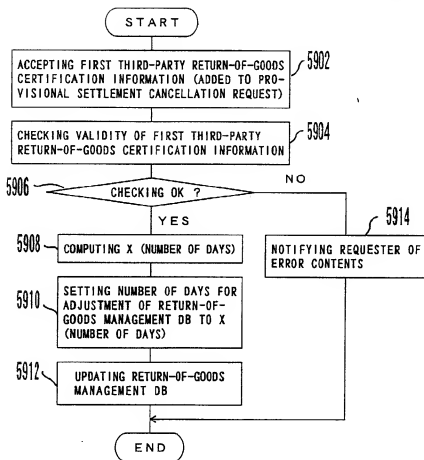 START
ACCEPTING FIRST THIRD-PARTY RETURN-OF-GOODS
CERTIFICATION INFORMATION (ADDED TO PRO-
VISIONAL SETTLEMENT CANCELLATION REQUEST)
5902
CHECKING VALIDITY OF FIRST THIRD-PARTY
RETURN-OF-GOODS CERTIFICATION INFORMATION
5904
5906
CHECKING OK ?
NO
YES
5908
COMPUTING X (NUMBER OF DAYS)
5914
NOTIFYING REQUESTER OF
ERROR CONTENTS
5910
SETTING NUMBER OF DAYS FOR
ADJUSTMENT OF RETURN-OF-
GOODS MANAGEMENT DB TO X
(NUMBER OF DAYS)
5912
UPDATING RETURN-OF-GOODS
MANAGEMENT DB
END